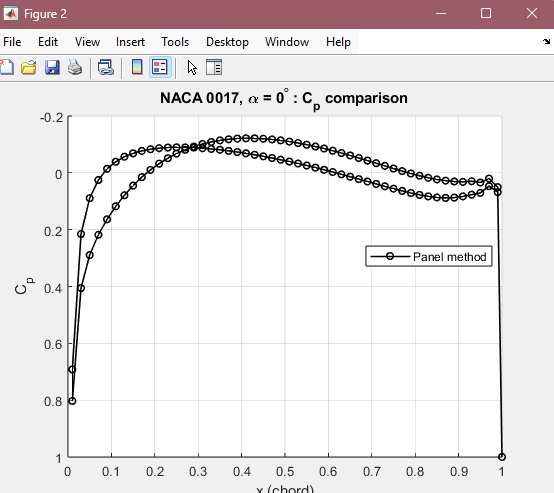 Figure 2
File Edit View Insert Tools Desktop Window Help
NACA 0017, α = 0° : Cp comparison
-0.2
0
0.2
0.4
0.6
0.8
1
Cp
Panel method
0 0.1 0.2 0.3 0.4 0.5 0.6 0.7 0.8 0.9 1
x (chord)